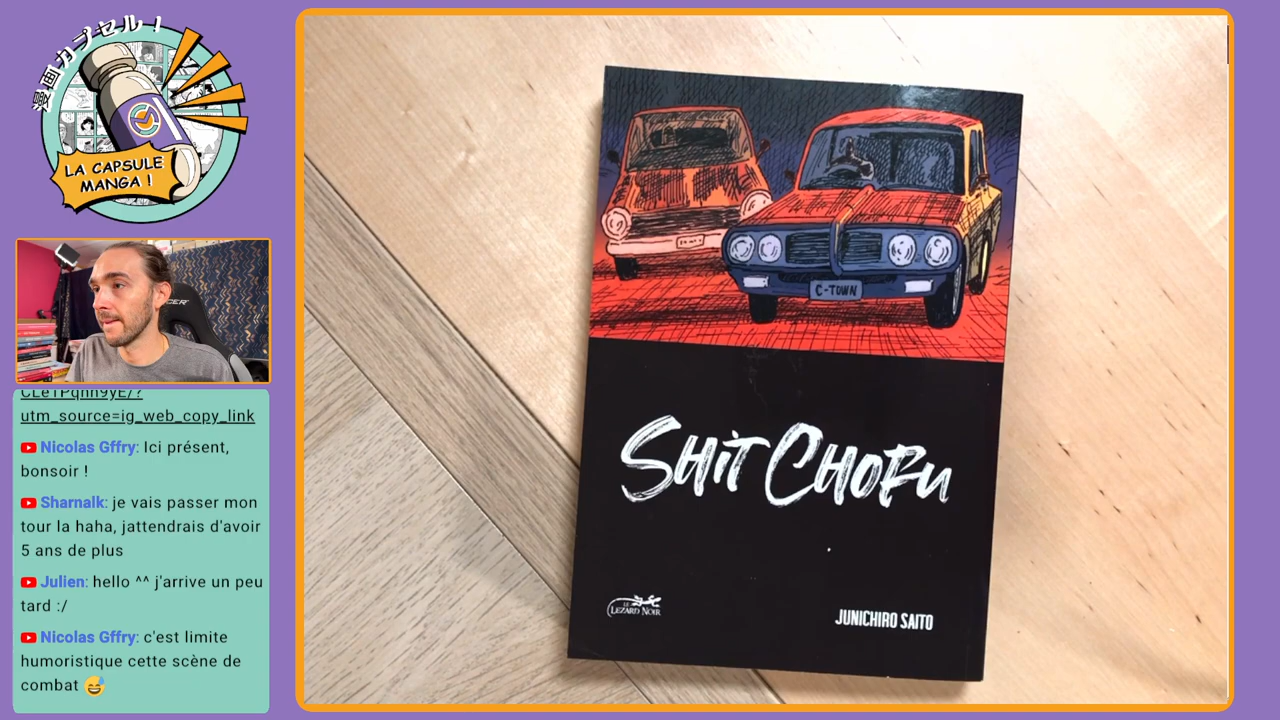 漫画カプセル！
LA CAPSULE
MANGA !
CLe1Pqnh9yE/?
utm_source=ig_web_copy_link
Nicolas Gffry: Ici présent,
bonsoir !
Sharnalk: je vais passer mon
tour la haha, jattendrais d'avoir
5 ans de plus
Julien: hello ^^ j'arrive un peu
tard :/
Nicolas Gffry: c'est limite
humoristique cette scène de
combat 😅
C-TOWN
SHIT CHOFU
LE
LEZARD NOIR
JUNICHIRO SAITO